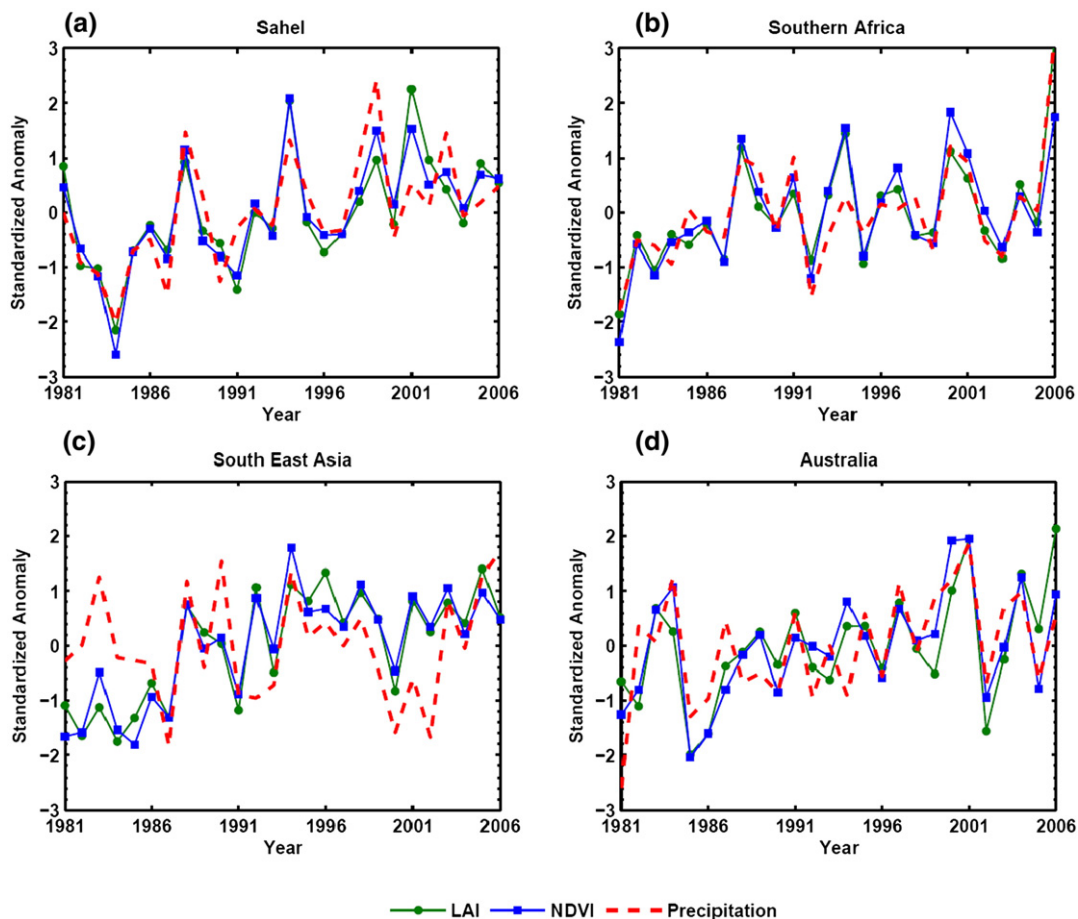 (a)
Sahel
Standardized Anomaly
3
2
1
0
−1
−2
−3
1981 1986 1991 1996 2001 2006
Year
(b)
Southern Africa
Standardized Anomaly
3
2
1
0
−1
−2
−3
1981 1986 1991 1996 2001 2006
Year
(c)
South East Asia
Standardized Anomaly
3
2
1
0
−1
−2
−3
1981 1986 1991 1996 2001 2006
Year
(d)
Australia
Standardized Anomaly
3
2
1
0
−1
−2
−3
1981 1986 1991 1996 2001 2006
Year
LAI NDVI Precipitation